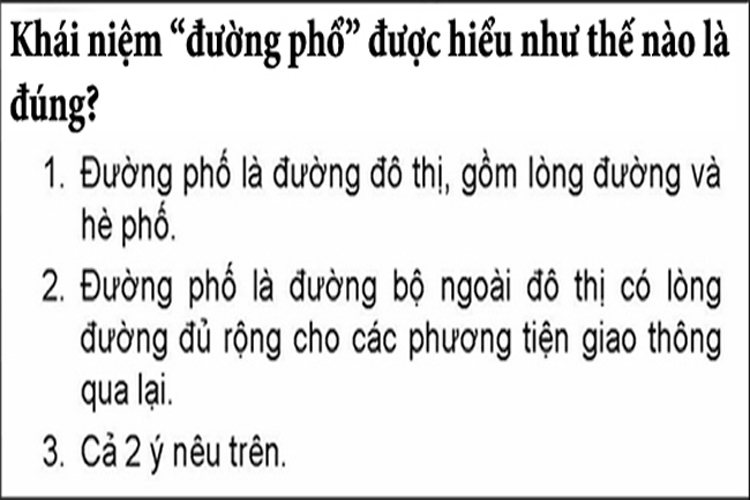 Khái niệm “đường phố” được hiểu như thế nào là
đúng?
1. Đường phố là đường đô thị, gồm lòng đường và
hè phố.
2. Đường phố là đường bộ ngoài đô thị có lòng
đường đủ rộng cho các phương tiện giao thông
qua lại.
3. Cả 2 ý nêu trên.